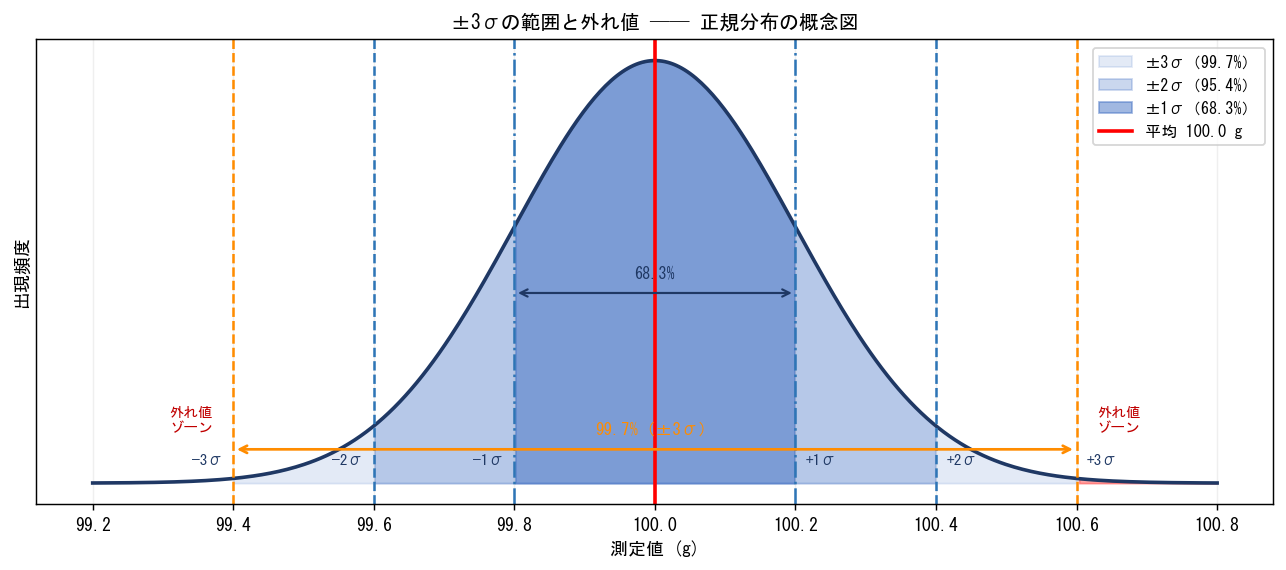 ±3σの範囲と外れ値 ―― 正規分布の概念図
±3σ (99.7%)
±2σ (95.4%)
±1σ (68.3%)
平均 100.0 g
出現頻度
68.3%
外れ値
ゾーン
99.7% (±3σ)
外れ値
ゾーン
−3σ
−2σ
−1σ
+1σ
+2σ
+3σ
99.2
99.4
99.6
99.8
100.0
100.2
100.4
100.6
100.8
測定値 (g)